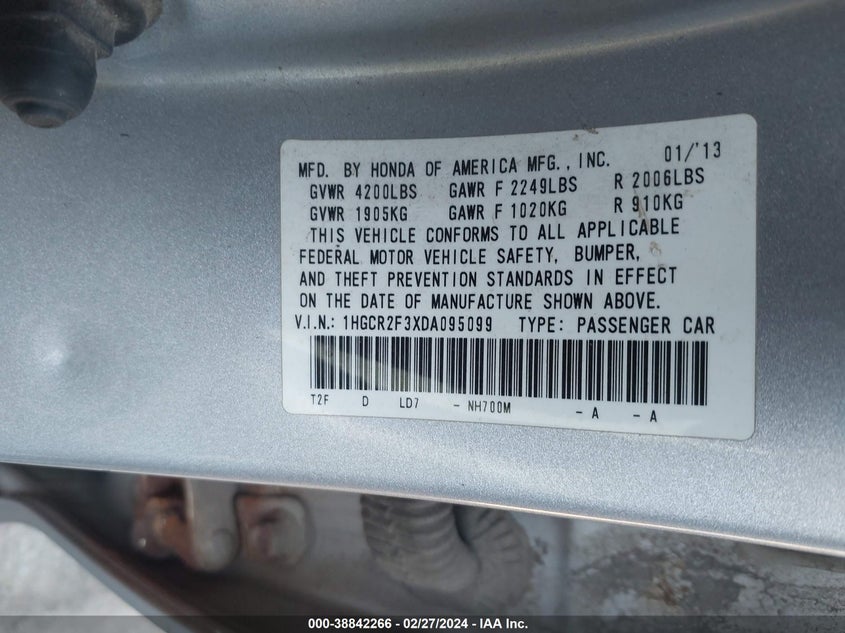 MFD. BY HONDA OF AMERICA MFG., INC. 01/'13
GVWR 4200LBS GAWR F 2249LBS R 2006LBS
GVWR 1905KG GAWR F 1020KG R 910KG
THIS VEHICLE CONFORMS TO ALL APPLICABLE
FEDERAL MOTOR VEHICLE SAFETY, BUMPER,
AND THEFT PREVENTION STANDARDS IN EFFECT
ON THE DATE OF MANUFACTURE SHOWN ABOVE.
V.I.N.: 1HGCR2F3XDA095099 TYPE: PASSENGER CAR
T2F D LD7 - NH700M - A - A
000-38842266 - 02/27/2024 - IAA Inc.